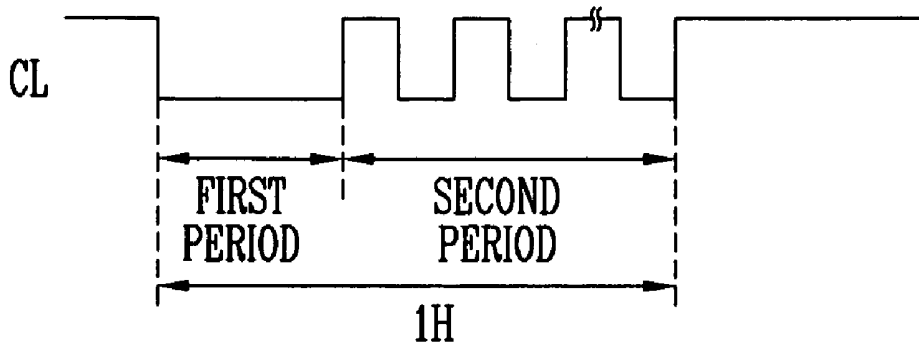 CL
FIRST
PERIOD
SECOND
PERIOD
1H